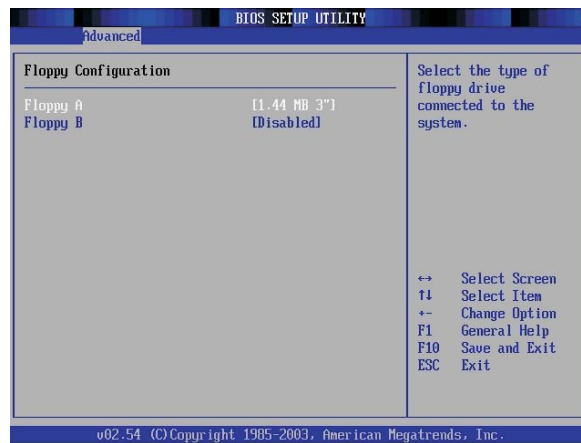 BIOS SETUP UTILITY
Advanced
Floppy Configuration
Floppy A [1.44 MB 3"]
Floppy B [Disabled]
Select the type of
floppy drive
connected to the
system.
↔ Select Screen
↑↓ Select Item
+- Change Option
F1 General Help
F10 Save and Exit
ESC Exit
v02.54 (C)Copyright 1985-2003, American Megatrends, Inc.